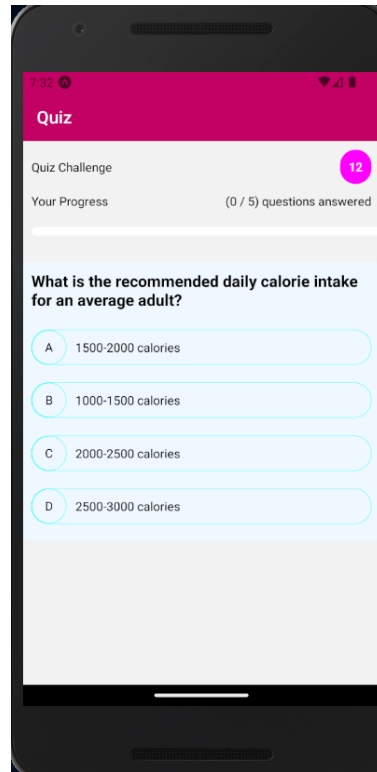 7:32
Quiz
Quiz Challenge 12
Your Progress (0 / 5) questions answered
What is the recommended daily calorie intake
for an average adult?
A 1500-2000 calories
B 1000-1500 calories
C 2000-2500 calories
D 2500-3000 calories